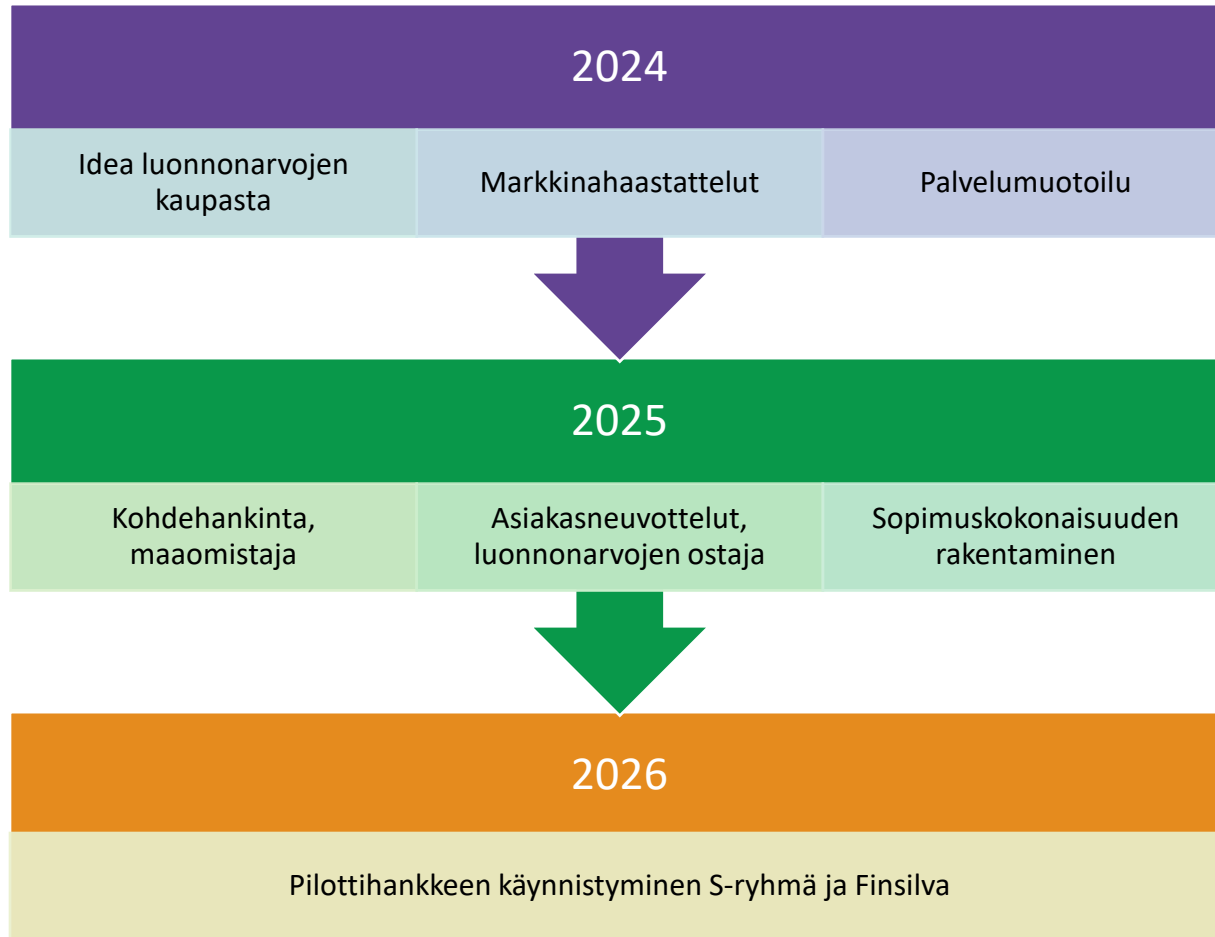 2024
Idea luonnonarvojen
kaupasta
Markkinahaastattelut
Palvelumuotoilu
2025
Kohdehankinta,
maaomistaja
Asiakasneuvottelut,
luonnonarvojen ostaja
Sopimuskokonaisuuden
rakentaminen
2026
Pilottihankkeen käynnistyminen S-ryhmä ja Finsilva